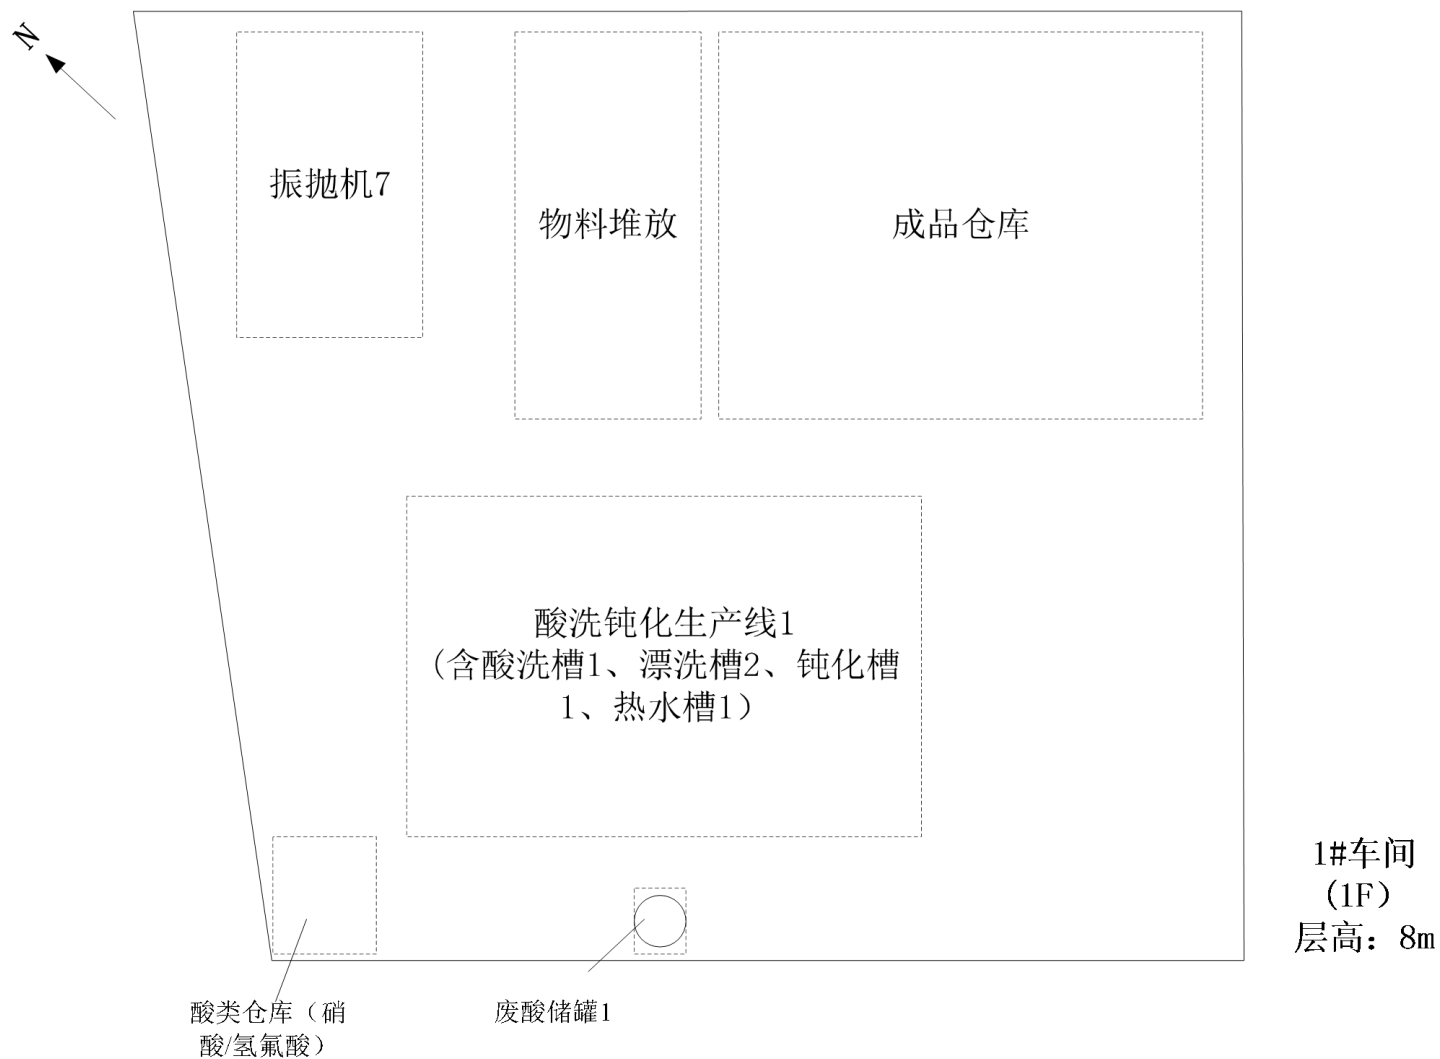 N
振抛机7
物料堆放
成品仓库
酸洗钝化生产线1
（含酸洗槽1、漂洗槽2、钝化槽
1、热水槽1）
1#车间
（1F）
层高：8m
酸类仓库（硝
酸/氢氟酸）
废酸储罐1